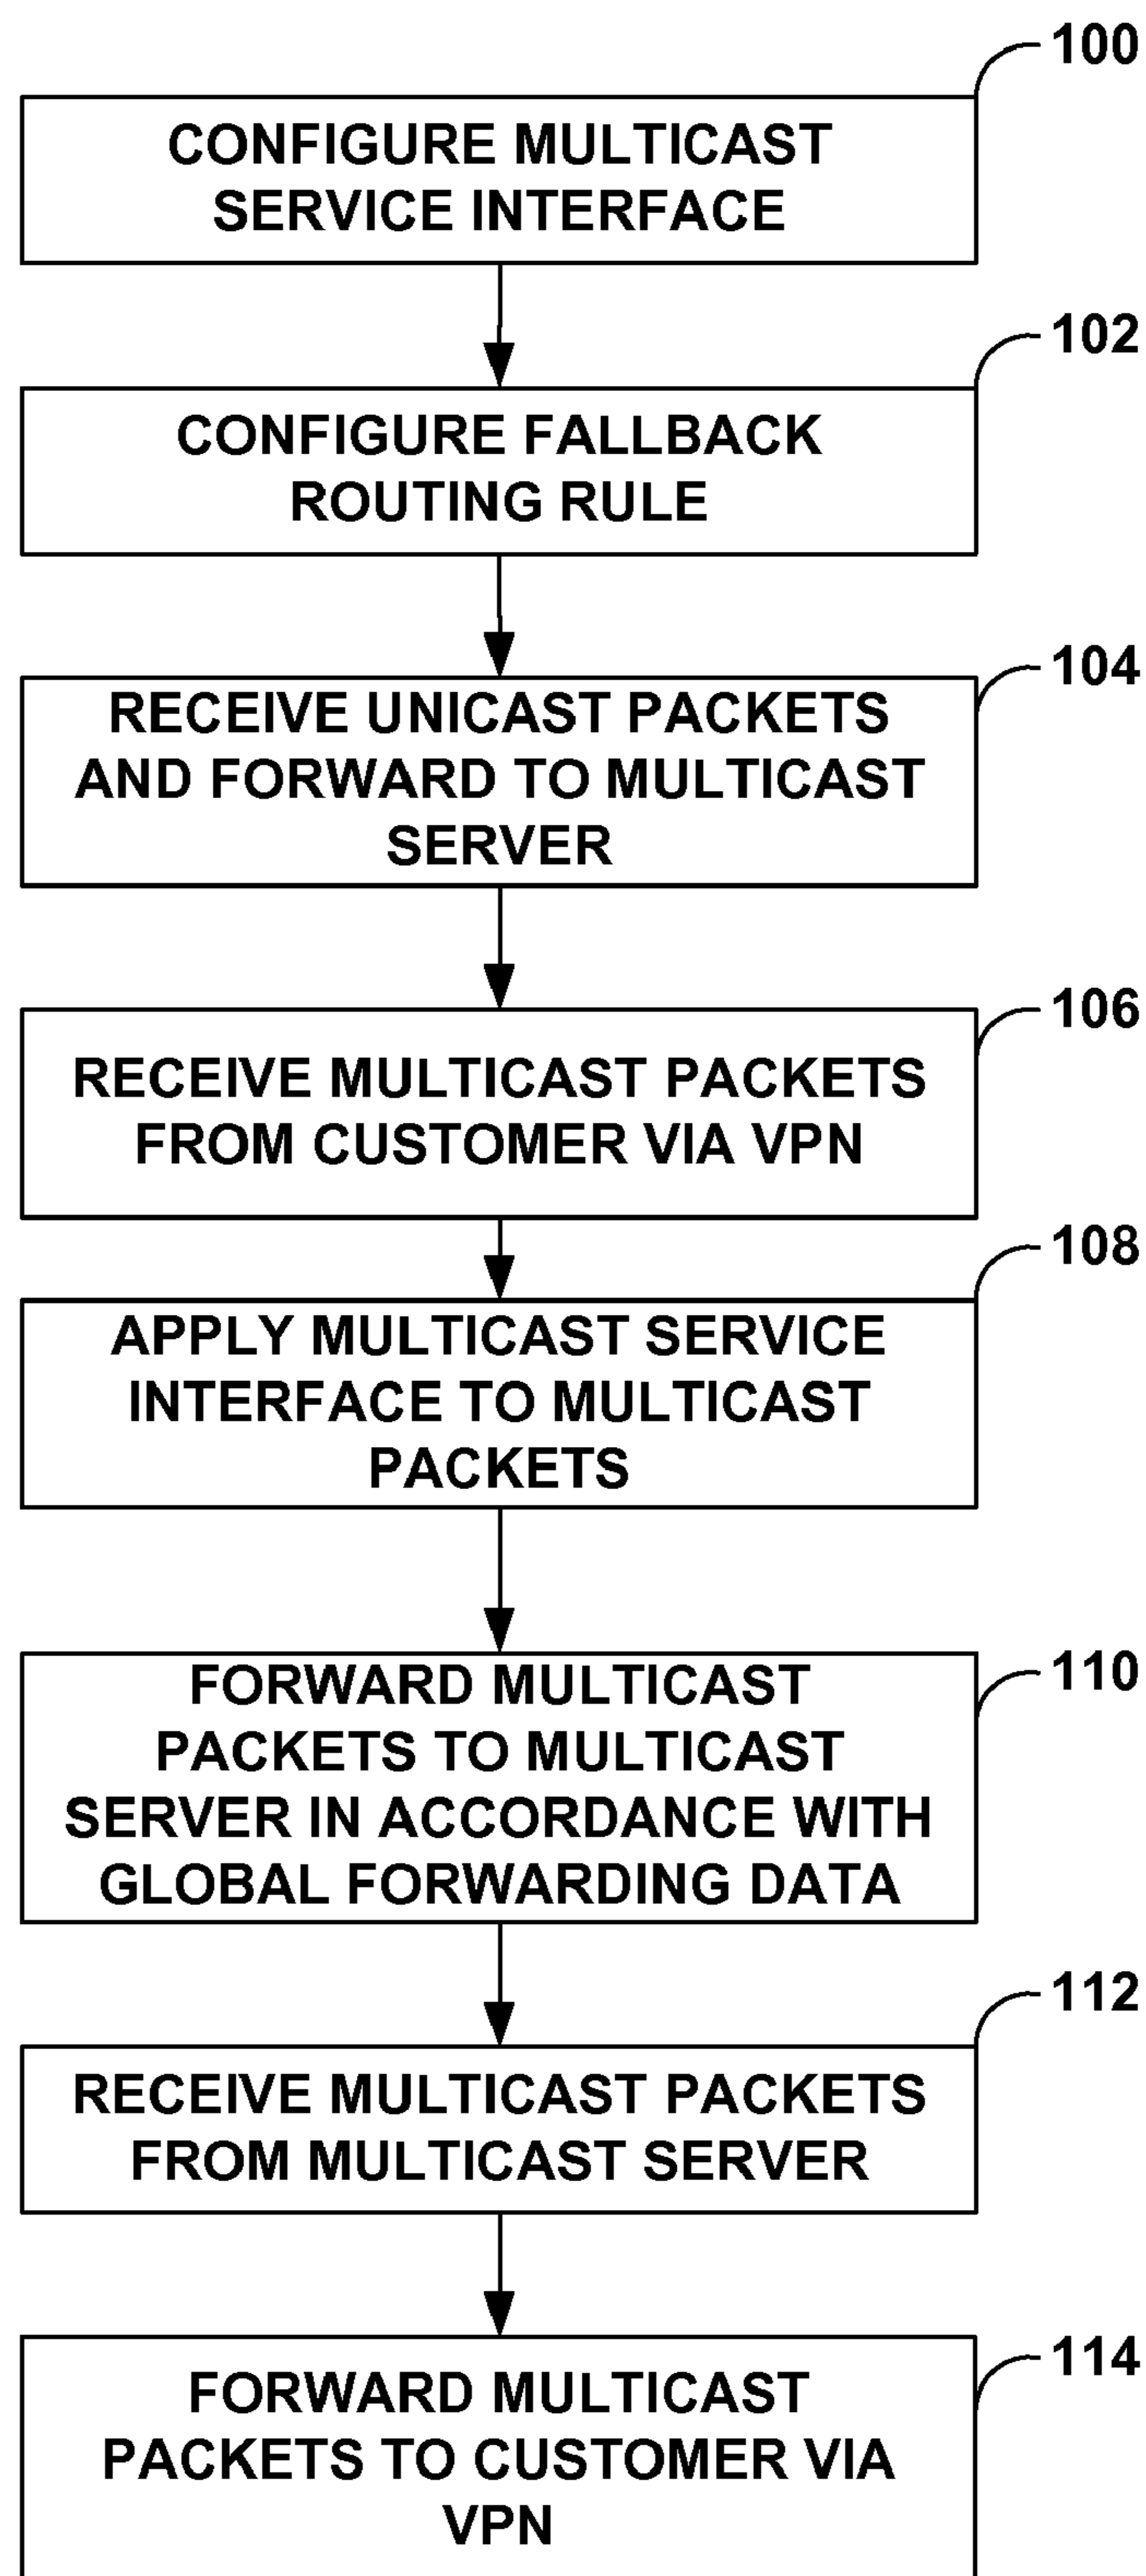 100
CONFIGURE MULTICAST
SERVICE INTERFACE
102
CONFIGURE FALLBACK
ROUTING RULE
104
RECEIVE UNICAST PACKETS
AND FORWARD TO MULTICAST
SERVER
106
RECEIVE MULTICAST PACKETS
FROM CUSTOMER VIA VPN
108
APPLY MULTICAST SERVICE
INTERFACE TO MULTICAST
PACKETS
110
FORWARD MULTICAST
PACKETS TO MULTICAST
SERVER IN ACCORDANCE WITH
GLOBAL FORWARDING DATA
112
RECEIVE MULTICAST PACKETS
FROM MULTICAST SERVER
114
FORWARD MULTICAST
PACKETS TO CUSTOMER VIA
VPN